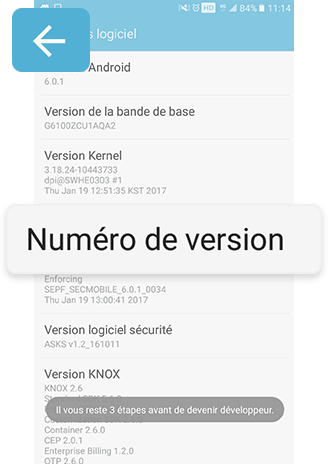 84% 11:14
s logiciel
Android
6.0.1
Version de la bande de base
G6100ZCU1AQA2
Version Kernel
3.18.24-10443733
dpi@SWHE0303 #1
Thu Jan 19 12:51:35 KST 2017
Numéro de version
Enforcing
SEPF_SECMOBILE_6.0.1_0034
Thu Jan 19 13:00:41 2017
Version logiciel sécurité
ASKS v1.2_161011
Version KNOX
KNOX 2.6
Il vous reste 3 étapes avant de devenir développeur.
Container 2.6.0
CEP 2.0.1
Enterprise Billing 1.2.0
OTP 2.6.0